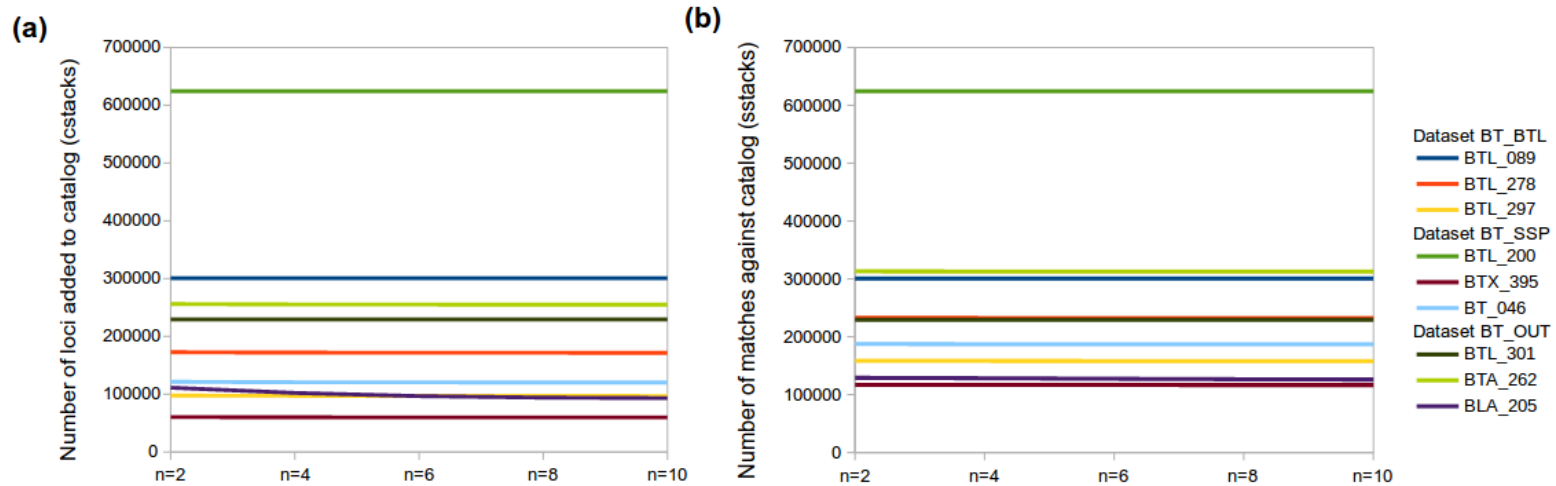 (a)
Number of loci added to catalog (cstacks)
700000
600000
500000
400000
300000
200000
100000
0
n=2
n=4
n=6
n=8
n=10
(b)
Number of matches against catalog (sstacks)
700000
600000
500000
400000
300000
200000
100000
0
n=2
n=4
n=6
n=8
n=10
Dataset BT_BTL
BTL_089
BTL_278
BTL_297
Dataset BT_SSP
BTL_200
BTX_395
BT_046
Dataset BT_OUT
BTL_301
BTA_262
BLA_205